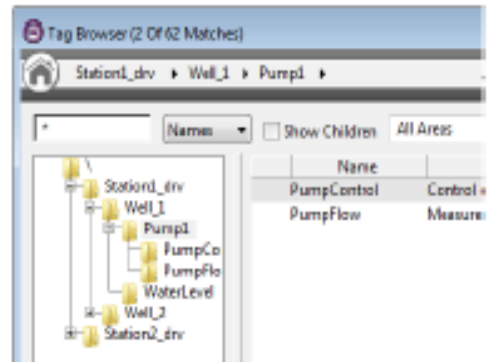 Tag Browser (2 Of 62 Matches)
Station1_drv ▸ Well_1 ▸ Pump1 ▸
* Names Show Children All Areas
\
Station1_drv
Well_1
Pump1
PumpCo
PumpFlo
WaterLevel
Well_2
Station2_drv
Name
PumpControl Control
PumpFlow Measure